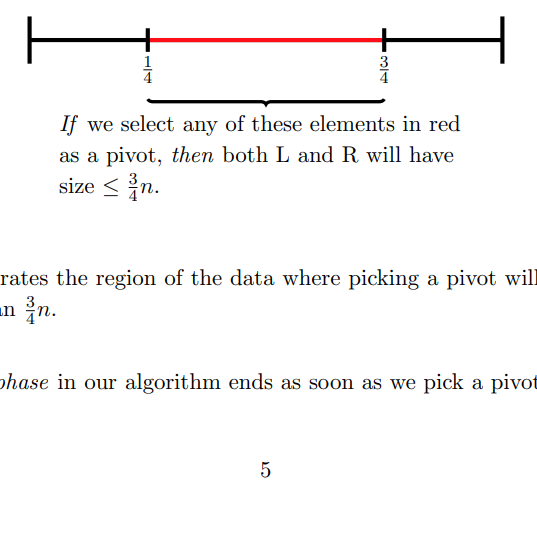 1/4 3/4
If we select any of these elements in red
as a pivot, then both L and R will have
size ≤ 3/4 n.
rates the region of the data where picking a pivot will
n 3/4 n.
phase in our algorithm ends as soon as we pick a pivot
5